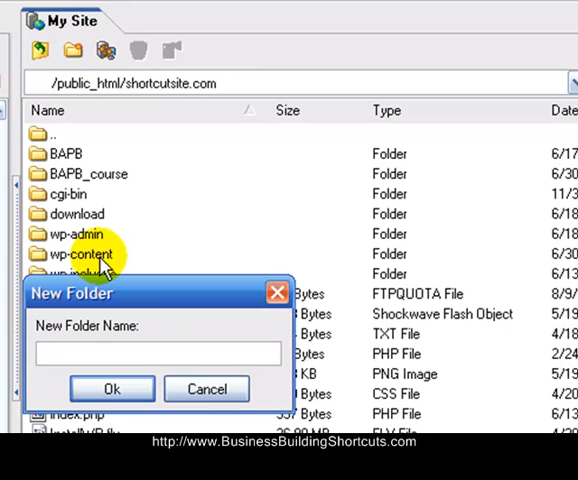 My Site
/public_html/shortcutsite.com
Name Size Type Date
..
BAPB Folder 6/17
BAPB_course Folder 6/30
cgi-bin Folder 11/3
download Folder 6/18
wp-admin Folder 6/18
wp-content Folder 6/30
Folder 6/18
New Folder
New Folder Name:
Ok Cancel
Bytes FTPQUOTA File 8/9/
Bytes Shockwave Flash Object 5/19
Bytes TXT File 4/18
Bytes PHP File 2/24
KB PNG Image 5/19
Bytes CSS File 4/20
index.php Bytes PHP File 6/13
FLV File
http://www.BusinessBuildingShortcuts.com